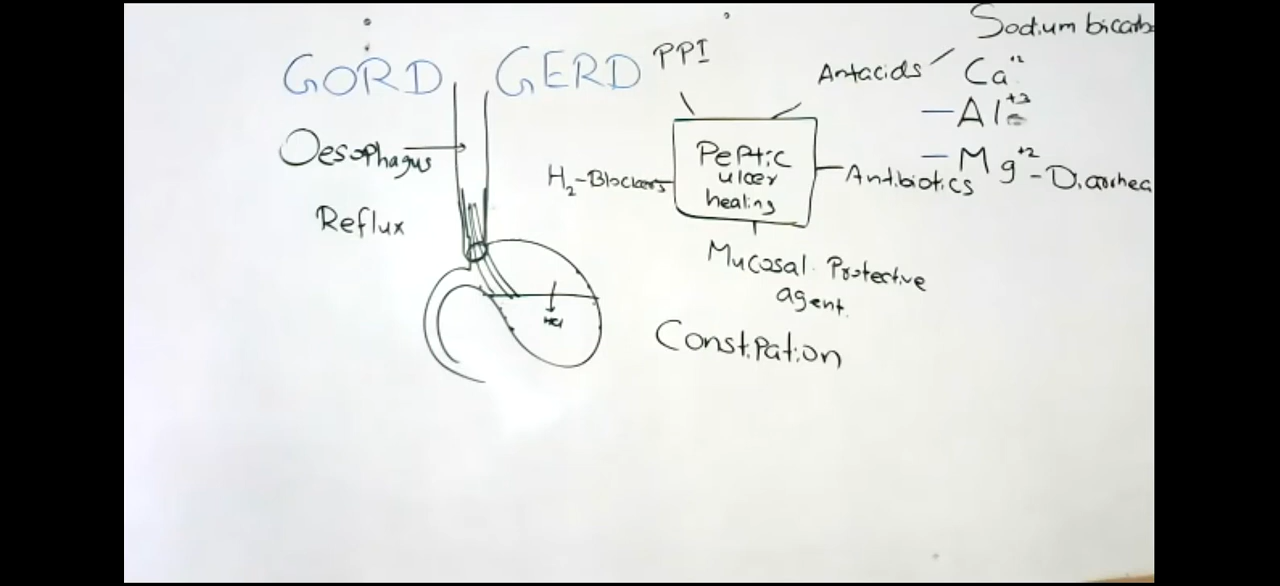 GORD
GERD
PPI
Oesophagus
Reflux
HCl
H2-Blockers
Peptic
ulcer
healing
Antacids
Sodium bicarb
Ca+2
Al+3
Mg+2-Diarrhea
Antibiotics
Mucosal Protective
agent.
Constipation